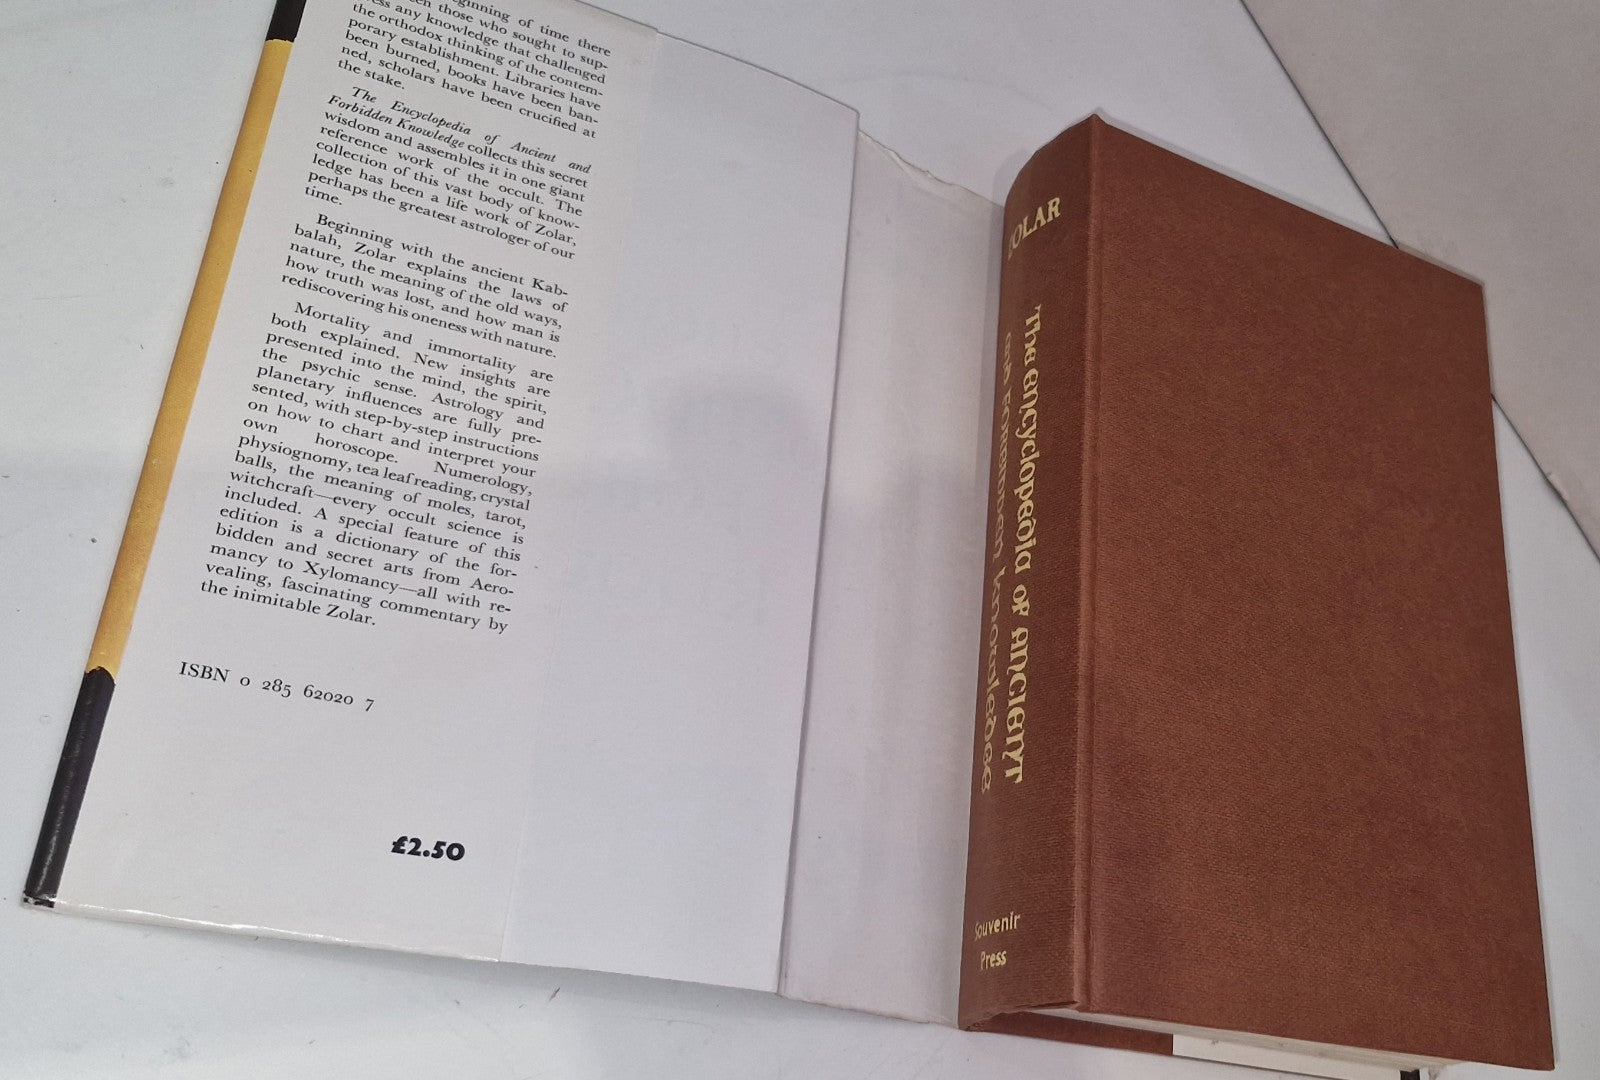 ginning of time there
en those who sought to sup-
ess any knowledge that challenged
the orthodox thinking of the contem-
porary establishment. Libraries have
been burned, books have been ban-
ned, scholars have been crucified at
the stake.
The Encyclopedia of Ancient and
Forbidden Knowledge collects this secret
wisdom and assembles it in one giant
reference work of the occult. The
collection of this vast body of know-
ledge has been a life work of Zolar,
perhaps the greatest astrologer of our
time.
Beginning with the ancient Kab-
balah, Zolar explains the laws of
nature, the meaning of the old ways,
how truth was lost, and how man is
rediscovering his oneness with nature.
Mortality and immortality are
both explained. New insights are
presented into the mind, the spirit,
the psychic sense. Astrology and
planetary influences are fully pre-
sented, with step-by-step instructions
on how to chart and interpret your
own horoscope. Numerology,
physiognomy, tea leaf reading, crystal
balls, the meaning of moles, tarot,
witchcraft—every occult science is
included. A special feature of this
edition is a dictionary of the for-
bidden and secret arts from Aero-
mancy to Xylomancy—all with re-
vealing, fascinating commentary by
the inimitable Zolar.
ISBN 0 285 62020 7
£2.50
ZOLAR
The encyclopedia of ancient
and forbidden knowledge
Souvenir
Press